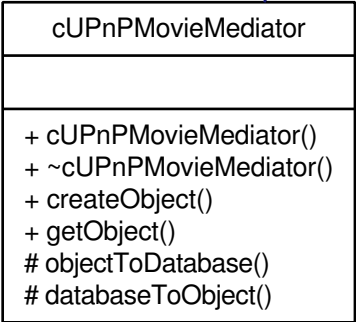 cUPnPMovieMediator
+ cUPnPMovieMediator()
+ ~cUPnPMovieMediator()
+ createObject()
+ getObject()
# objectToDatabase()
# databaseToObject()